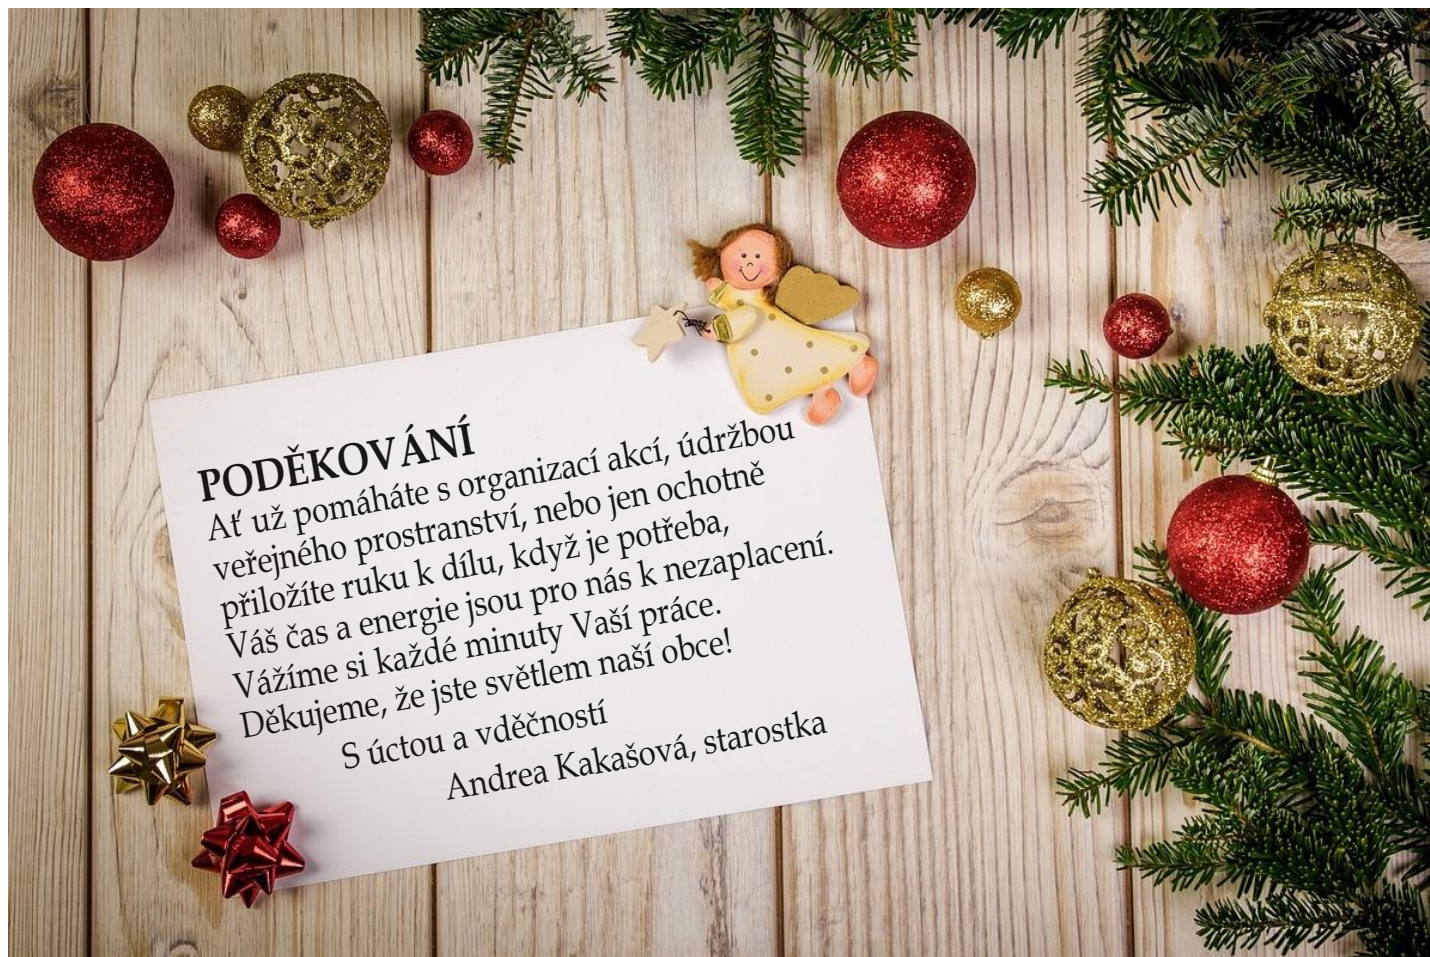 PODĚKOVÁNÍ
Ať už pomáháte s organizací akcí, údržbou
veřejného prostranství, nebo jen ochotně
přiložíte ruku k dílu, když je potřeba,
Váš čas a energie jsou pro nás k nezaplacení.
Vážíme si každé minuty Vaší práce.
Děkujeme, že jste světlem naší obce!
S úctou a vděčností
Andrea Kakašová, starostka